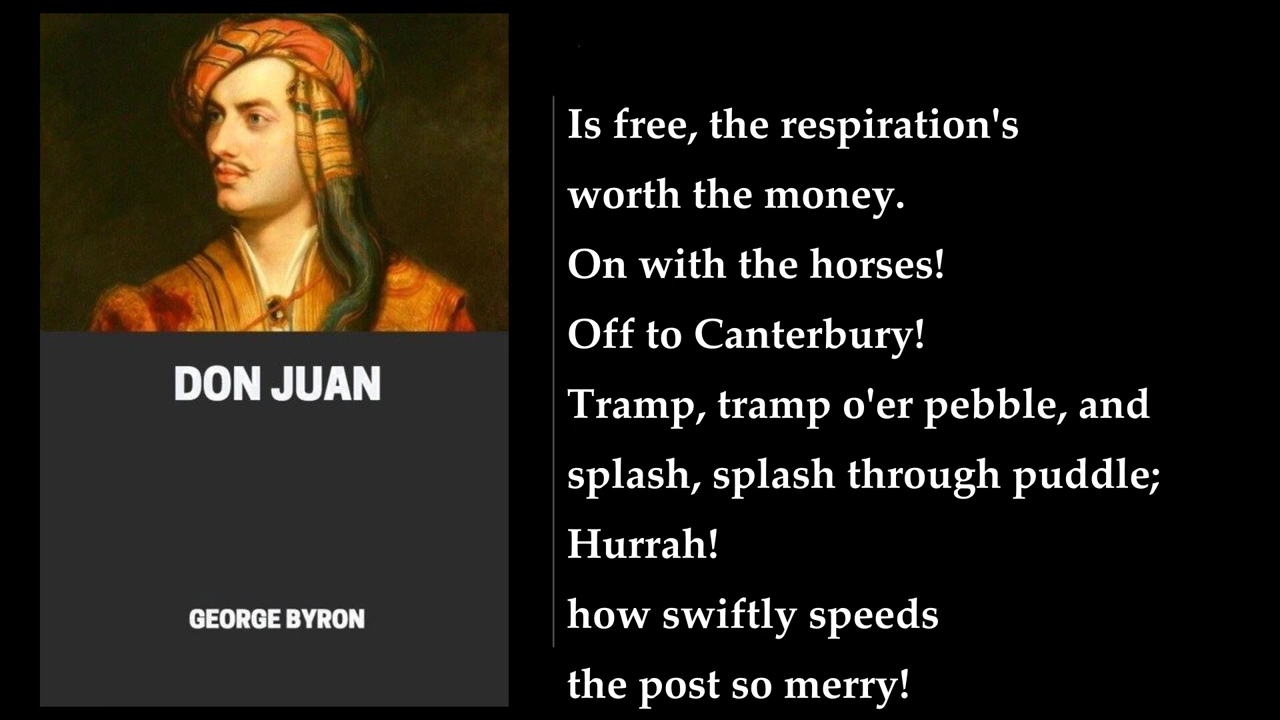 DON JUAN
GEORGE BYRON
Is free, the respiration's
worth the money.
On with the horses!
Off to Canterbury!
Tramp, tramp o'er pebble, and
splash, splash through puddle;
Hurrah!
how swiftly speeds
the post so merry!